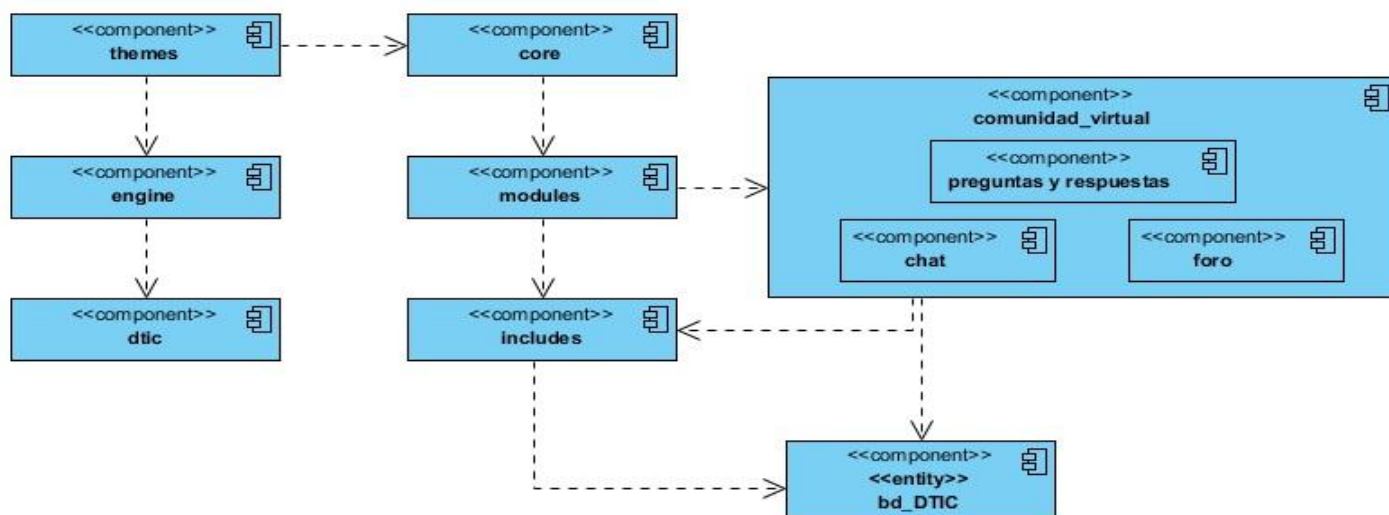 <<component>>
themes
<<component>>
core
<<component>>
comunidad_virtual
<<component>>
preguntas y respuestas
<<component>>
engine
<<component>>
modules
<<component>>
chat
<<component>>
foro
<<component>>
dtic
<<component>>
includes
<<component>>
<<entity>>
bd_DTIC